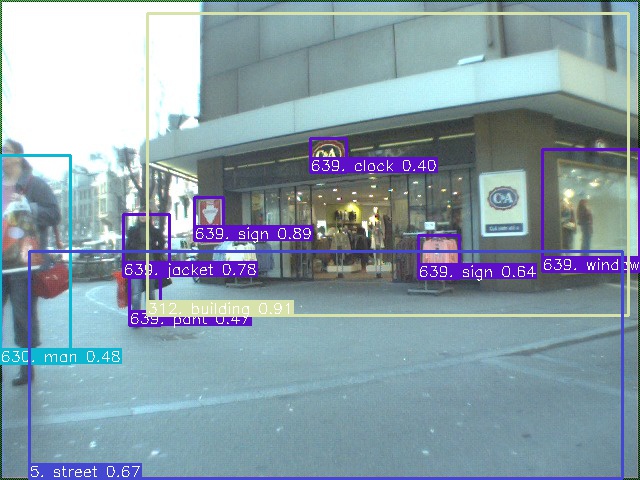 C&A
639. clock 0.40
C&A
639. sign 0.89
639. jacket 0.78
639. sign 0.64
639. window
312. building 0.91
639. pant 0.47
630. man 0.48
5. street 0.67